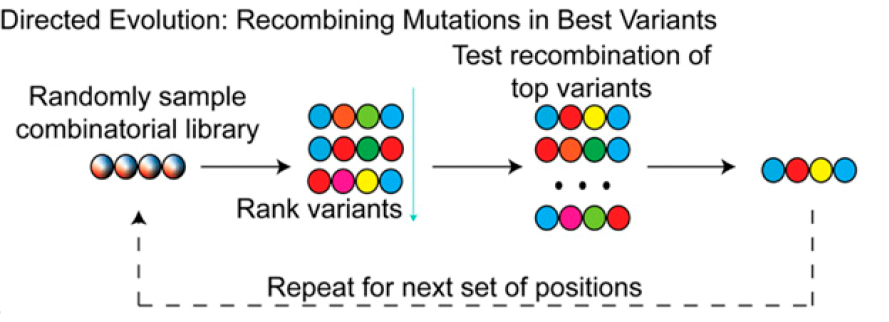 Directed Evolution: Recombining Mutations in Best Variants
Randomly sample
combinatorial library
Rank variants
Test recombination of
top variants
. . .
Repeat for next set of positions